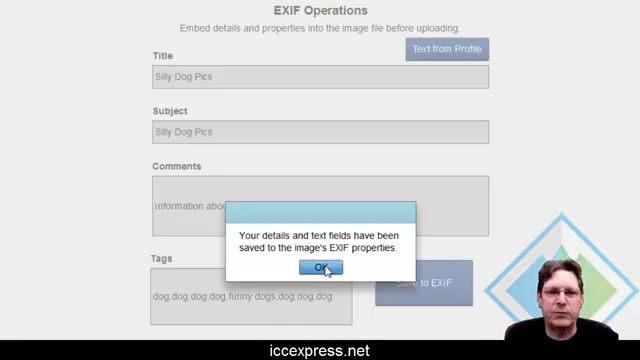 EXIF Operations
Embed details and properties into the image file before uploading.
Text from Profile
Title
Silly Dog Pics
Subject
Silly Dog Pics
Comments
Information abou
Your details and text fields have been
saved to the image's EXIF properties.
OK
Tags
dog,dog,dog,dog,funny dogs,dog,dog,dog
Save to EXIF
iccexpress.net